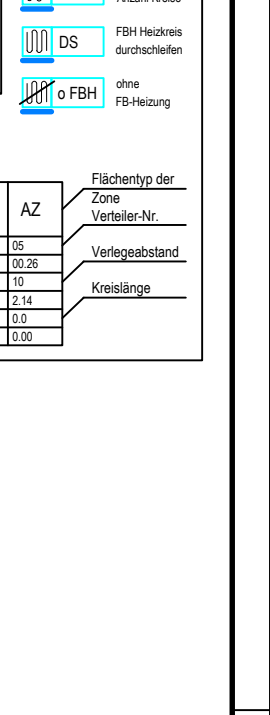 Anzahl Kreise
DS
FBH Heizkreis
durchschleifen
o FBH
ohne
FB-Heizung
AZ
Flächentyp der
Zone
Verteiler-Nr.
05
00.26
Verlegeabstand
10
2.14
Kreislänge
0.0
0.00